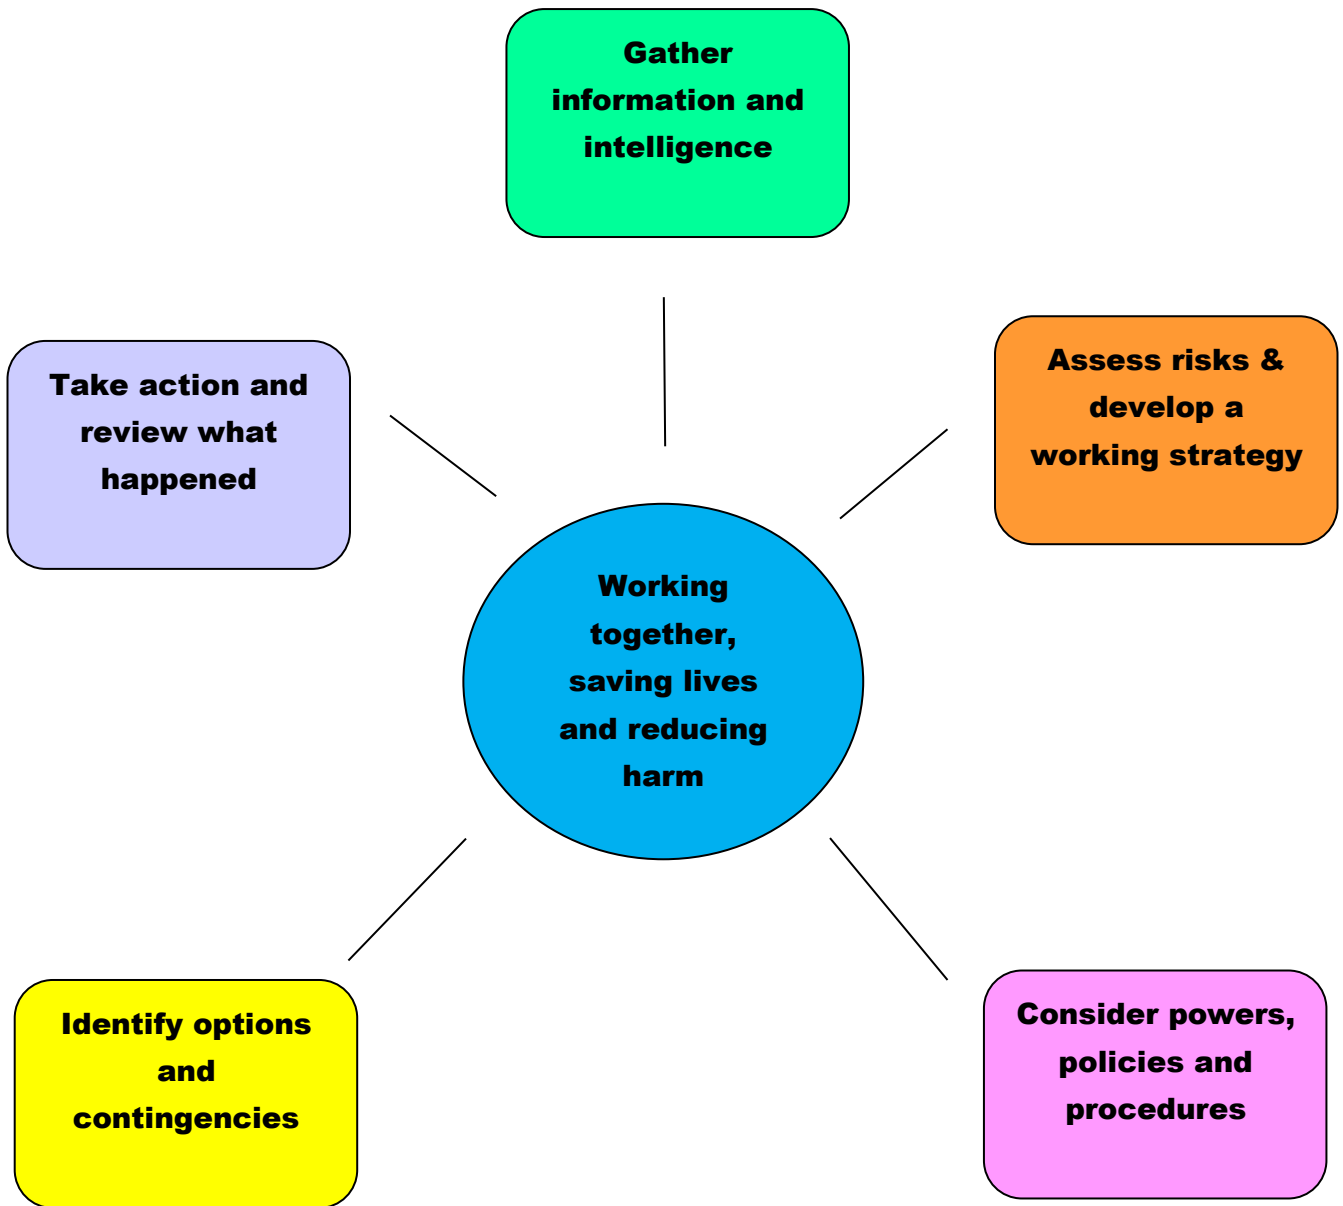 Gather
information and
intelligence
Assess risks &
develop a
working strategy
Take action and
review what
happened
Working
together,
saving lives
and reducing
harm
Identify options
and
contingencies
Consider powers,
policies and
procedures